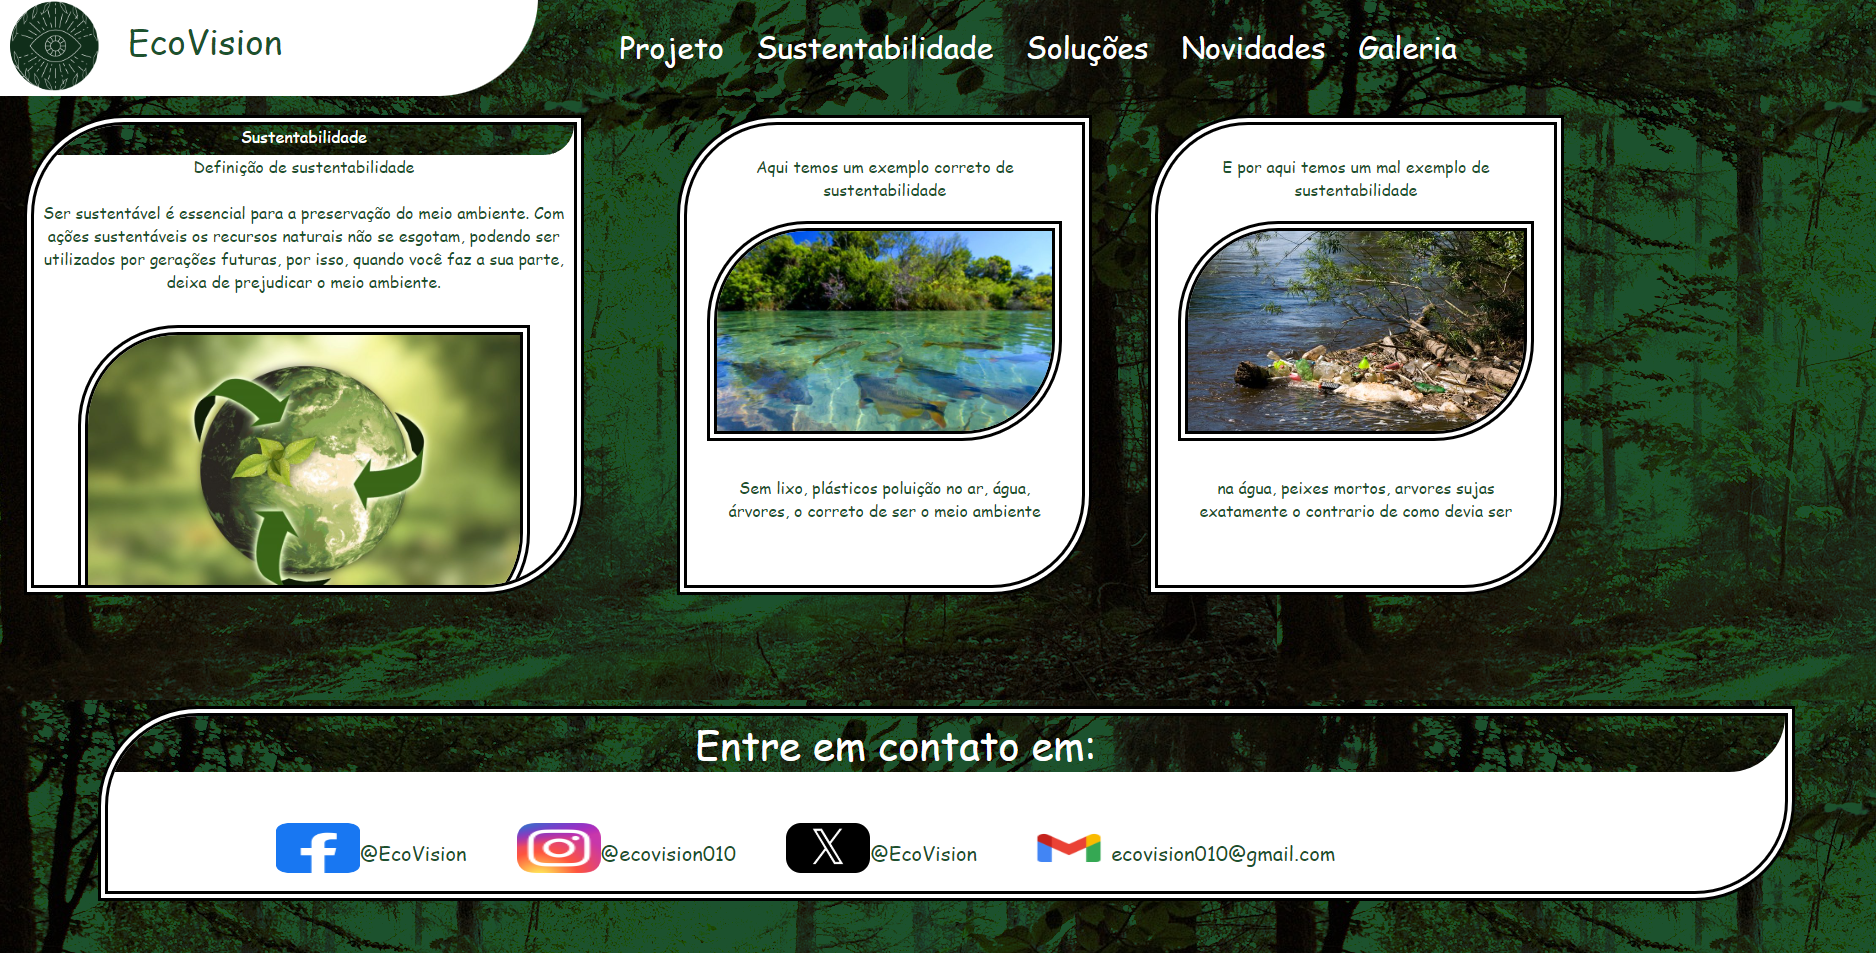 EcoVision
Projeto Sustentabilidade Soluções Novidades Galeria
Sustentabilidade
Definição de sustentabilidade
Ser sustentável é essencial para a preservação do meio ambiente. Com
ações sustentáveis os recursos naturais não se esgotam, podendo ser
utilizados por gerações futuras, por isso, quando você faz a sua parte,
deixa de prejudicar o meio ambiente.
Aqui temos um exemplo correto de
sustentabilidade
Sem lixo, plásticos poluição no ar, água,
árvores, o correto de ser o meio ambiente
E por aqui temos um mal exemplo de
sustentabilidade
na água, peixes mortos, arvores sujas
exatamente o contrario de como devia ser
Entre em contato em:
@EcoVision @ecovision010 @EcoVision ecovision010@gmail.com